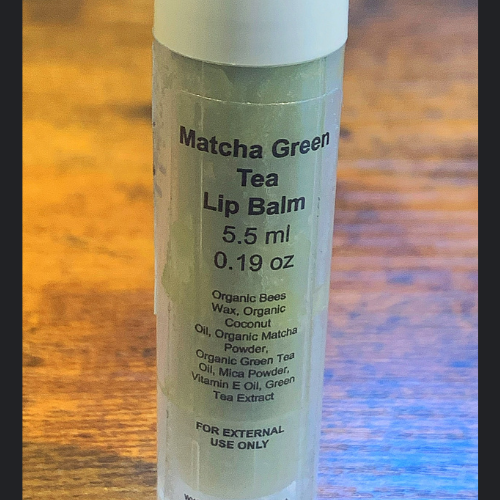 Matcha Green
Tea
Lip Balm
5.5 ml
0.19 oz
Organic Bees
Wax, Organic
Coconut
Oil, Organic Matcha
Powder,
Organic Green Tea
Oil, Mica Powder,
Vitamin E Oil, Green
Tea Extract
FOR EXTERNAL
USE ONLY